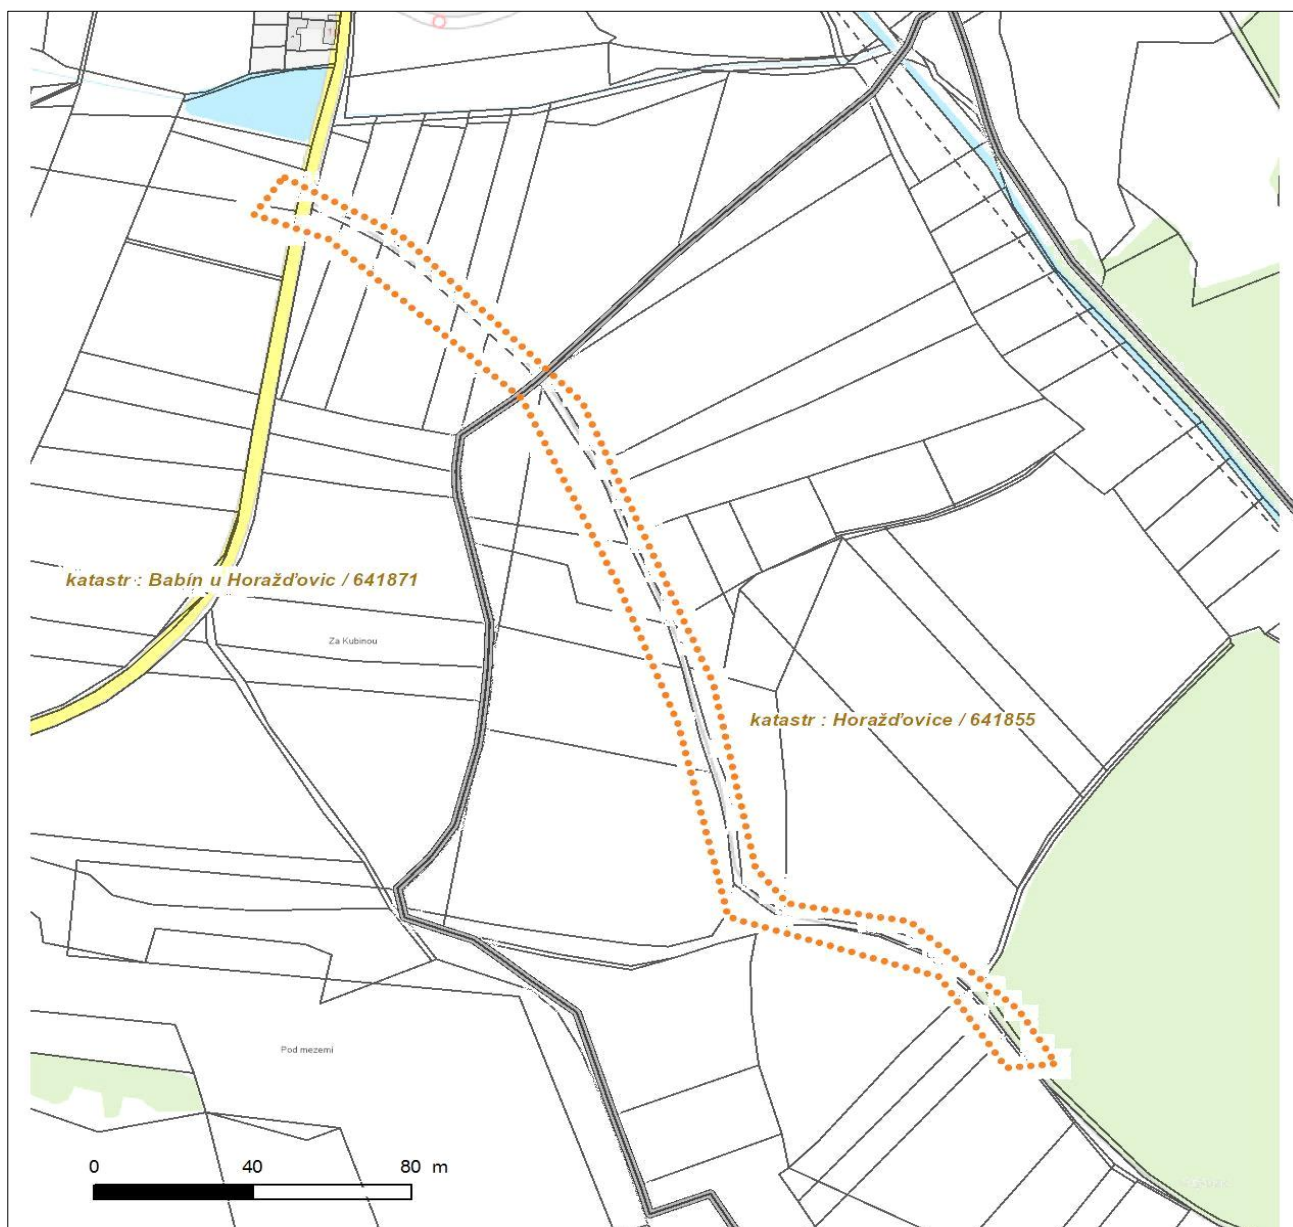 katastr : Babín u Horažďovic / 641871
Za Kubinou
katastr : Horažďovice / 641855
Pod mezemí
0 40 80 m